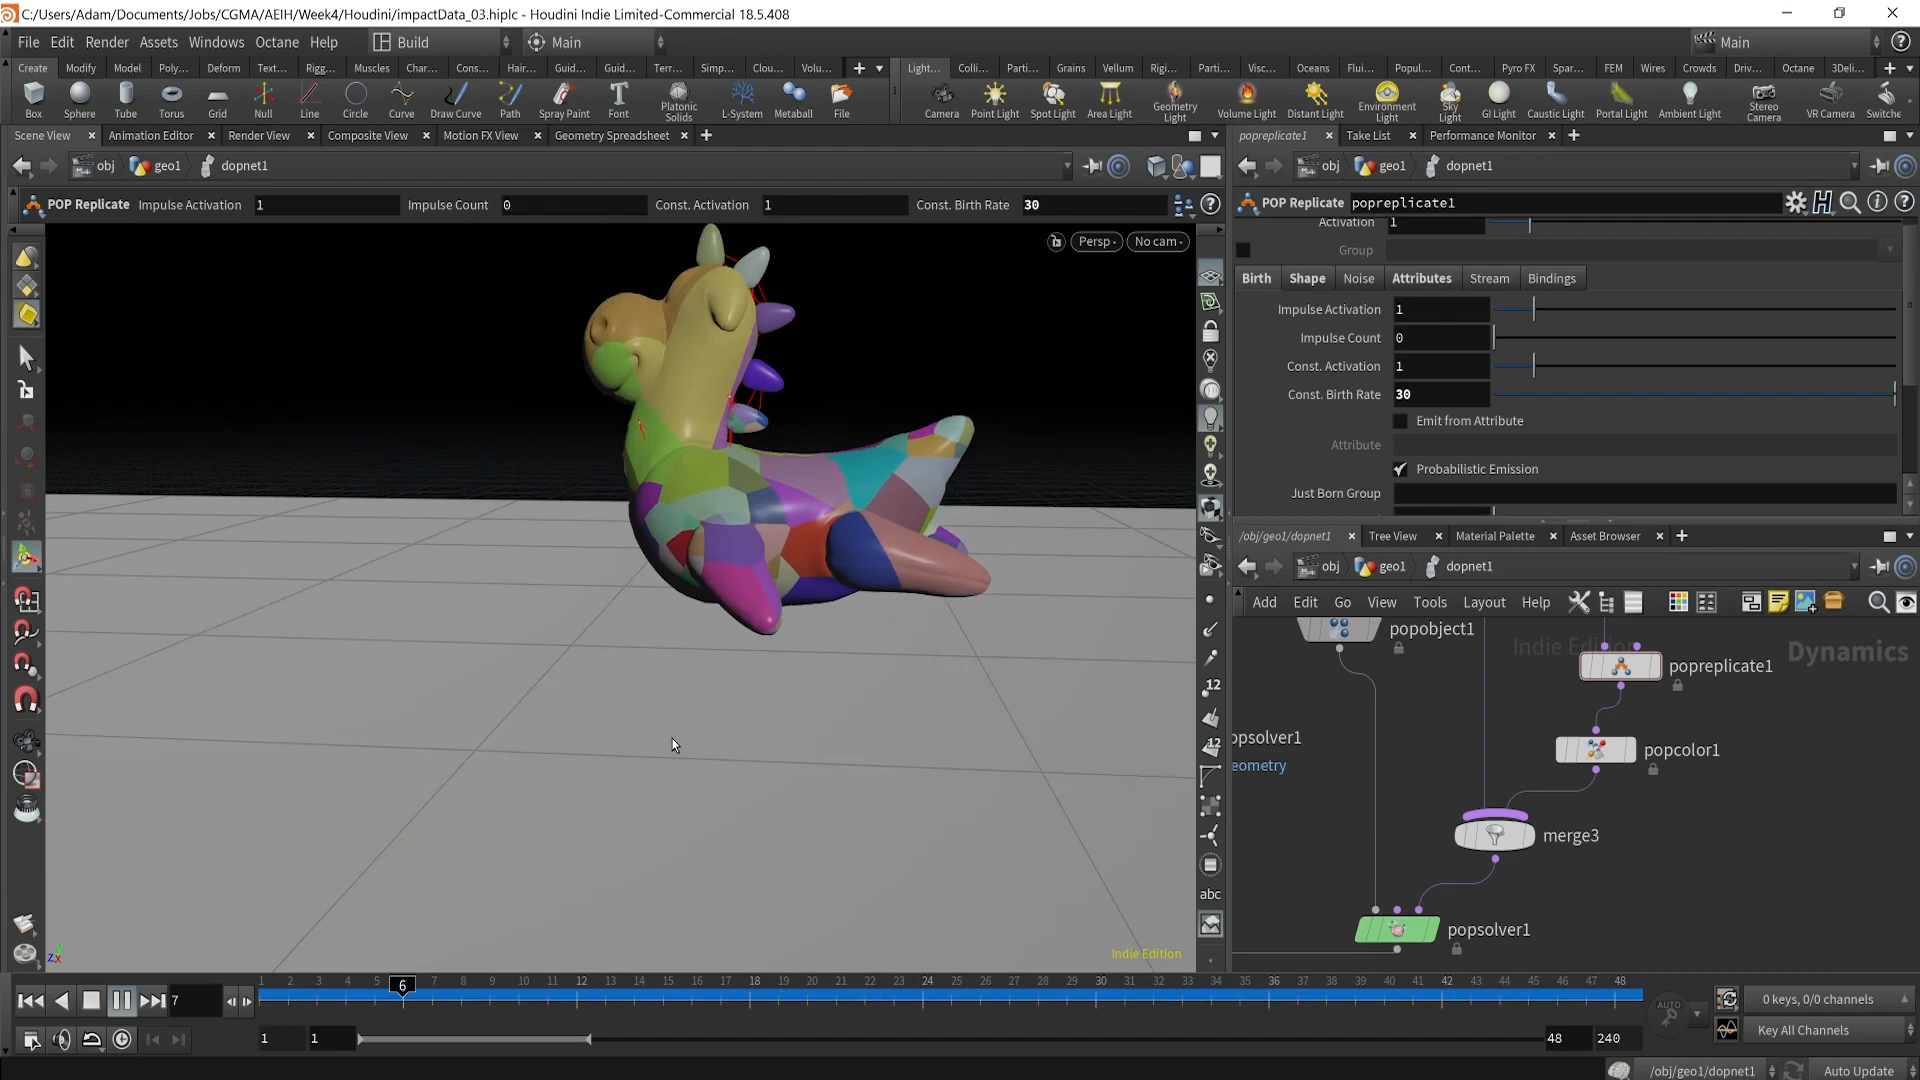 C:/Users/Adam/Documents/Jobs/CGMA/AEIH/Week4/Houdini/impactData_03.hiplc - Houdini Indie Limited-Commercial 18.5.408
File Edit Render Assets Windows Octane Help Build Main Main
Create Modify Model Poly... Deform Text... Rigg... Muscles Char... Cons... Hair... Guid... Guid... Terr... Simp... Clou... Volu...
Light... Colli... Parti... Grains Vellum Rigi... Parti... Visc... Oceans Flui... Popul... Cont... Pyro FX Spar... FEM Wires Crowds Driv... Octane 3Deli...
Box Sphere Tube Torus Grid Null Line Circle Curve Draw Curve Path Spray Paint Font Platonic Solids L-System Metaball File
Camera Point Light Spot Light Area Light Geometry Light Volume Light Distant Light Environment Light Sky Light GI Light Caustic Light Portal Light Ambient Light Stereo Camera VR Camera Switche
Scene View Animation Editor Render View Composite View Motion FX View Geometry Spreadsheet
popreplicate1 Take List Performance Monitor
obj geo1 dopnet1
obj geo1 dopnet1
POP Replicate Impulse Activation 1 Impulse Count 0 Const. Activation 1 Const. Birth Rate 30
POP Replicate popreplicate1
Persp No cam
Activation 1
Group
Birth Shape Noise Attributes Stream Bindings
Impulse Activation 1
Impulse Count 0
Const. Activation 1
Const. Birth Rate 30
Emit from Attribute
Attribute
Probabilistic Emission
Just Born Group
/obj/geo1/dopnet1 Tree View Material Palette Asset Browser
obj geo1 dopnet1
Add Edit Go View Tools Layout Help
popobject1
Indie Edition
Dynamics
popreplicate1
opsolver1
eometry
popcolor1
merge3
popsolver1
12
12
abc
Indie Edition
z x y
1 2 3 4 5 6 7 8 9 10 11 12 13 14 15 16 17 18 19 20 21 22 23 24 25 26 27 28 29 30 31 32 33 34 35 36 37 38 39 40 41 42 43 44 45 46 47 48
7
AUTO
0 keys, 0/0 channels
1 1 48 240
Key All Channels
/obj/geo1/dopnet1 Auto Update